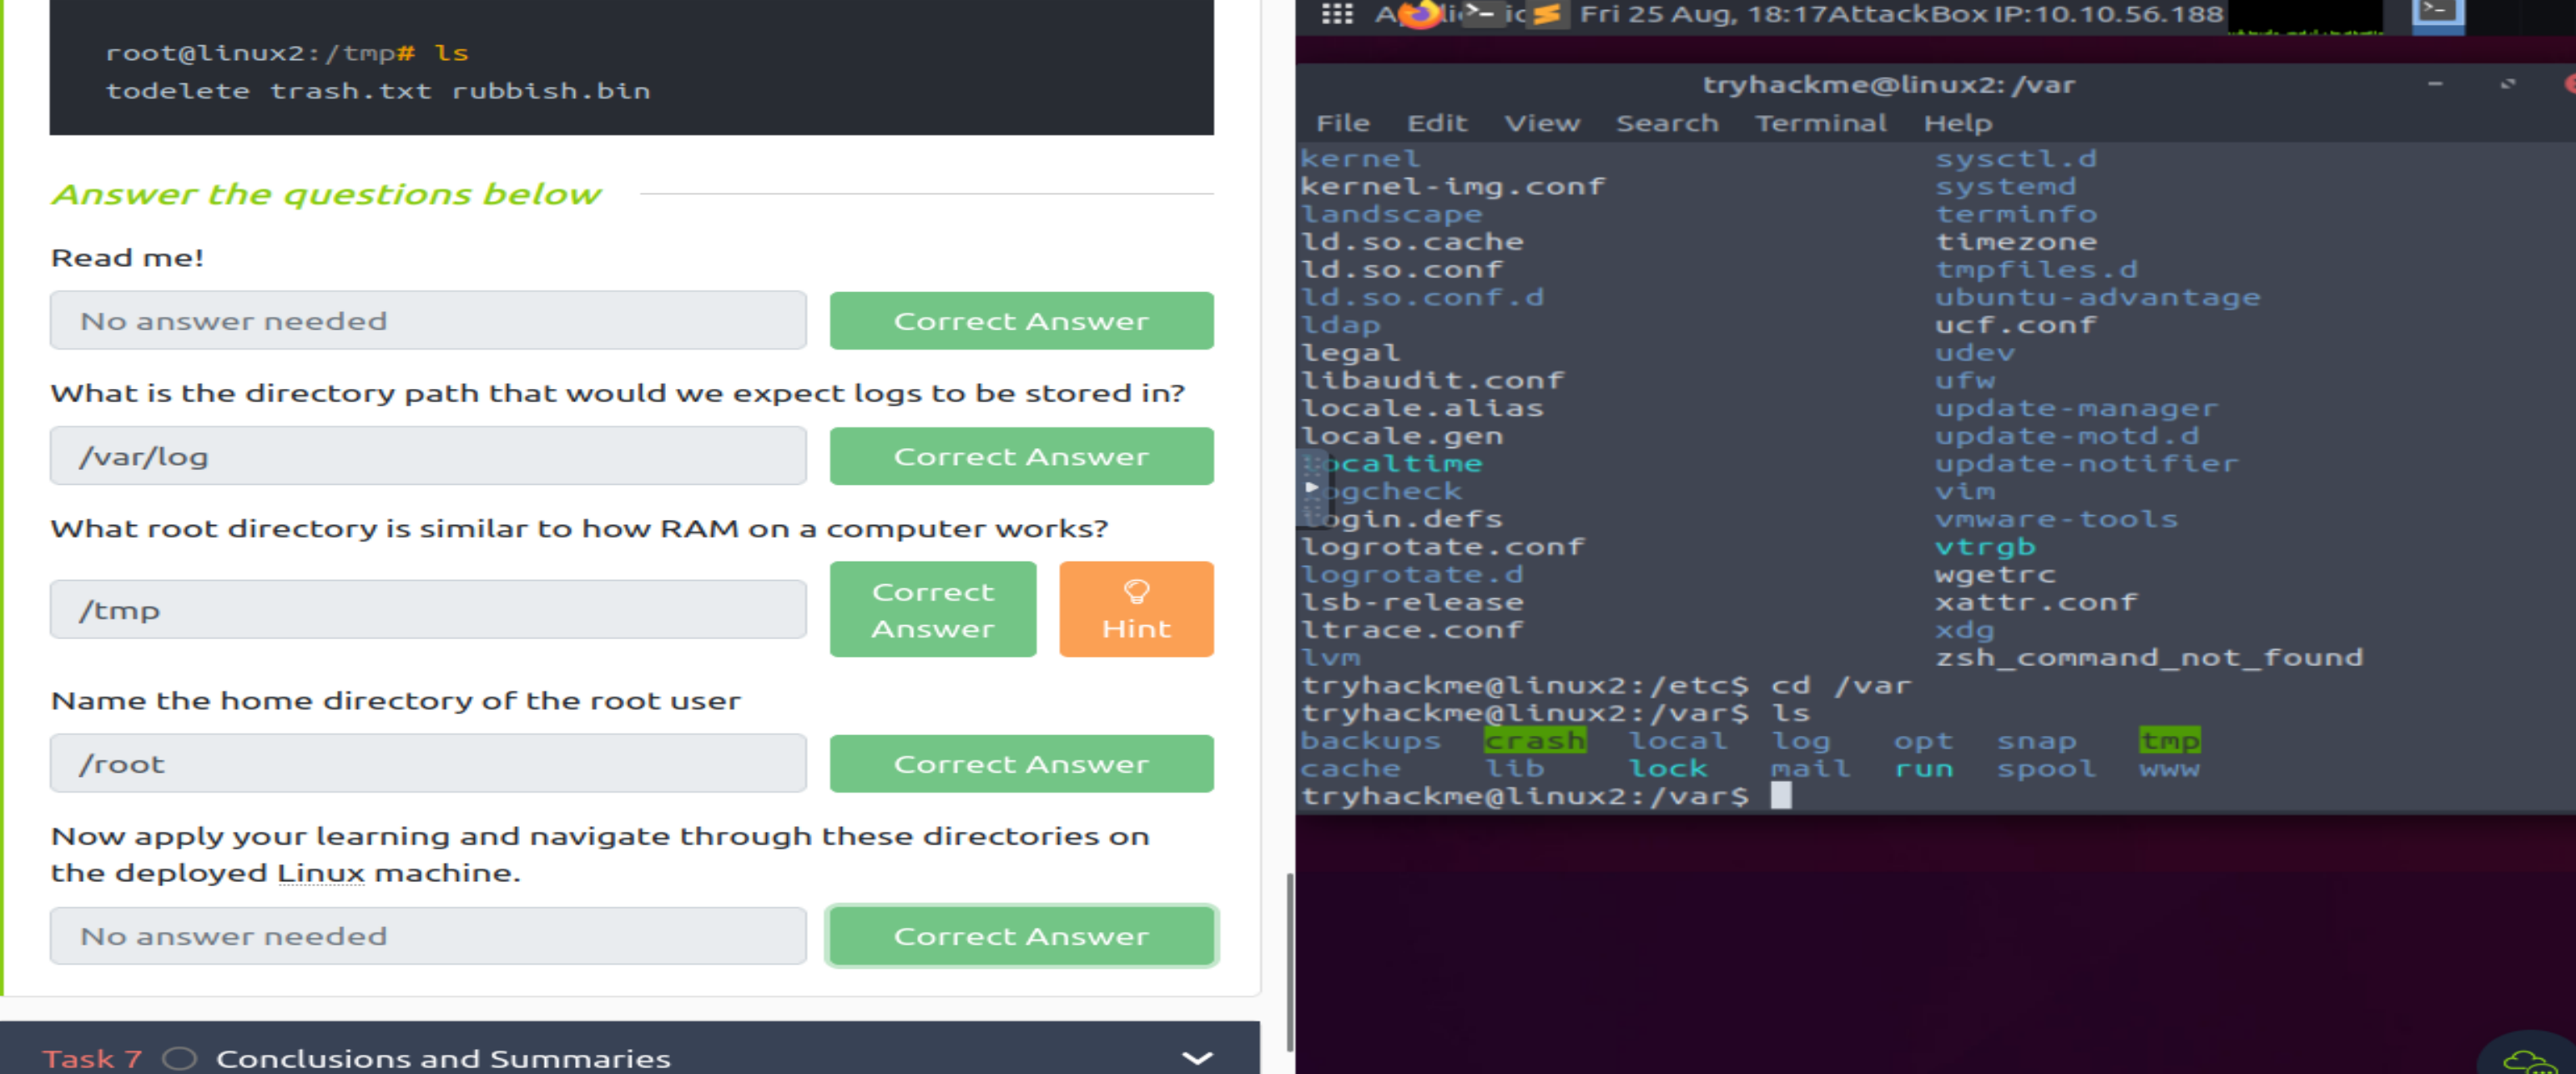 root@linux2:/tmp# ls
todelete trash.txt rubbish.bin
Answer the questions below
Read me!
No answer needed
Correct Answer
What is the directory path that would we expect logs to be stored in?
/var/log
Correct Answer
What root directory is similar to how RAM on a computer works?
/tmp
Correct
Answer
Hint
Name the home directory of the root user
/root
Correct Answer
Now apply your learning and navigate through these directories on
the deployed Linux machine.
No answer needed
Correct Answer
Task 7 Conclusions and Summaries
Fri 25 Aug, 18:17 AttackBox IP:10.10.56.188
tryhackme@linux2: /var
File Edit View Search Terminal Help
kernel sysctl.d
kernel-img.conf systemd
landscape terminfo
ld.so.cache timezone
ld.so.conf tmpfiles.d
ld.so.conf.d ubuntu-advantage
ldap ucf.conf
legal udev
libaudit.conf ufw
locale.alias update-manager
locale.gen update-motd.d
localtime update-notifier
logcheck vim
login.defs vmware-tools
logrotate.conf vtrgb
logrotate.d wgetrc
lsb-release xattr.conf
ltrace.conf xdg
lvm zsh_command_not_found
tryhackme@linux2:/etc$ cd /var
tryhackme@linux2:/var$ ls
backups crash local log opt snap tmp
cache lib lock mail run spool www
tryhackme@linux2:/var$